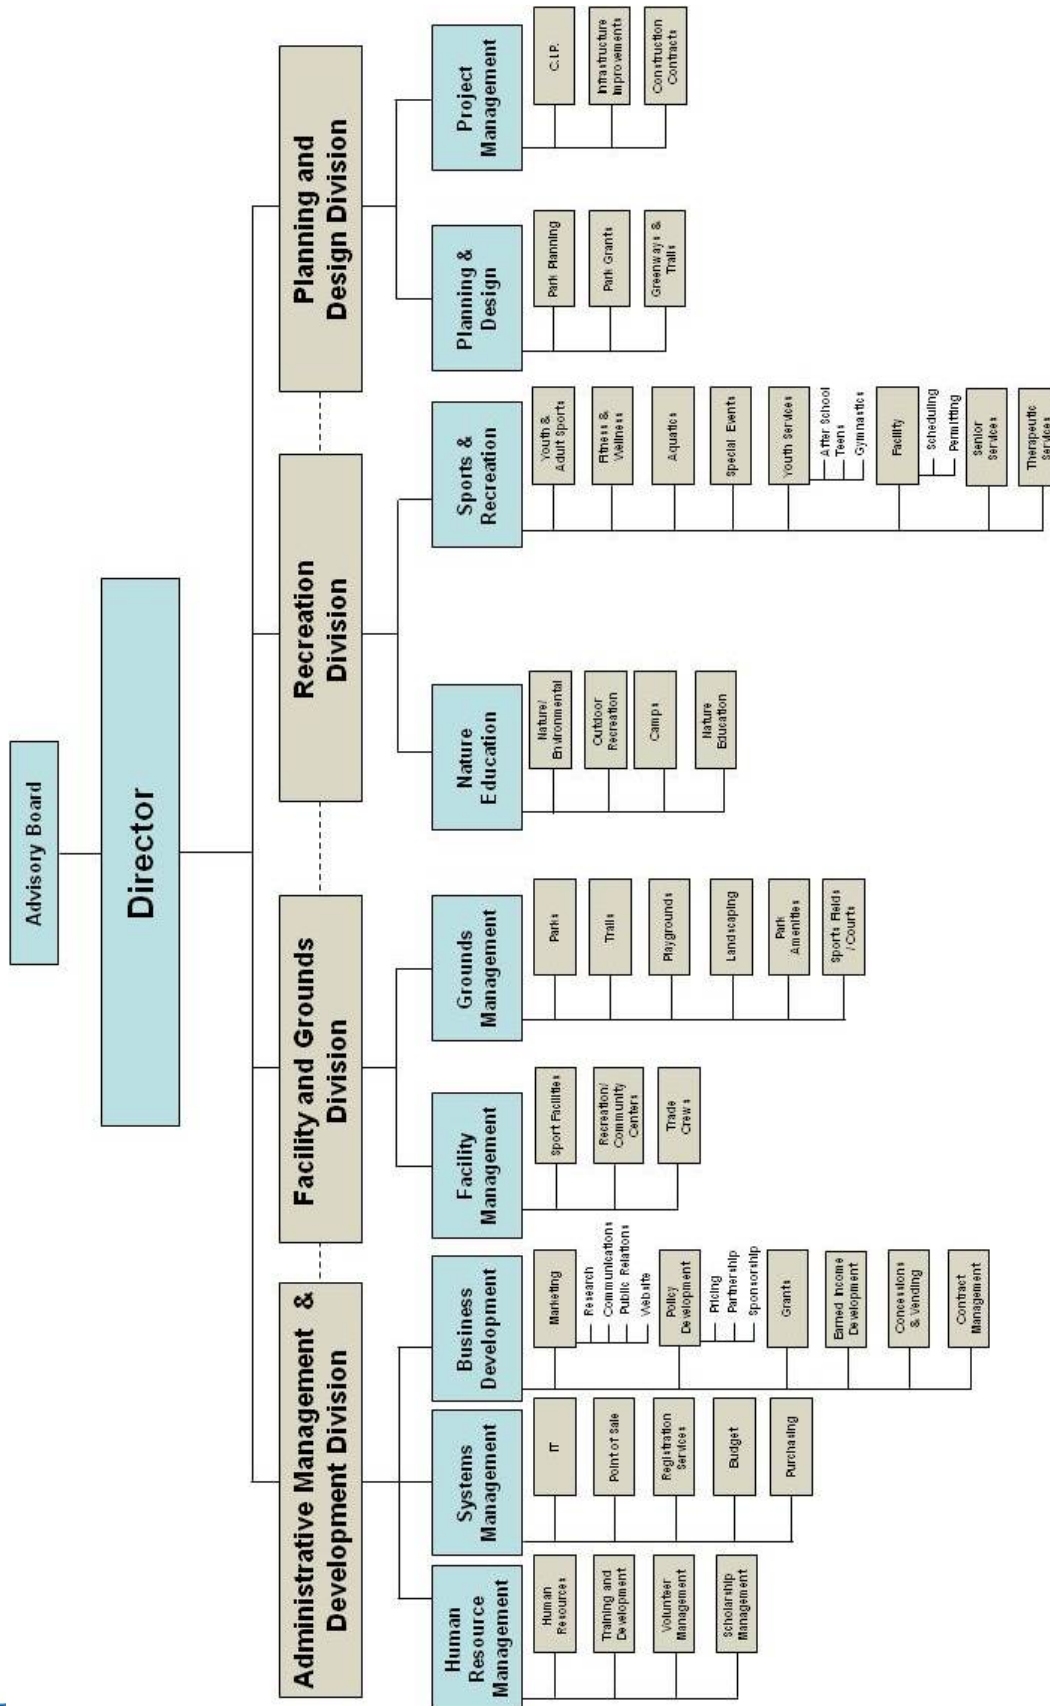 Advisory Board
Director
Administrative Management &
Development Division
Facility and Grounds
Division
Recreation
Division
Planning and
Design Division
Human
Resource
Management
Human
Resources
Training and
Development
Volunteer
Management
Scholarship
Management
Systems
Management
IT
Point of Sale
Registration
Services
Budget
Purchasing
Business
Development
Marketing
Research
Communications
Public Relations
Website
Policy
Development
Pricing
Partnership
Sponsorship
Grants
Earned Income
Development
Concessions
& Vending
Contract
Management
Facility
Management
Sport Facilities
Recreation/
Community
Centers
Trade
Crews
Grounds
Management
Parks
Trails
Playgrounds
Landscaping
Park
Amenities
Sports Fields
/ Courts
Nature
Education
Nature/
Environmental
Outdoor
Recreation
Camps
Nature
Education
Sports &
Recreation
Youth &
Adult Sports
Fitness &
Wellness
Aquatics
Special Events
Youth Services
After School
Teens
Gymnastics
Facility
Scheduling
Permitting
Senior
Services
Therapeutic
Services
Planning &
Design
Park Planning
Park Grants
Greenways &
Trails
Project
Management
C.I.P.
Infrastructure
Improvements
Construction
Contracts